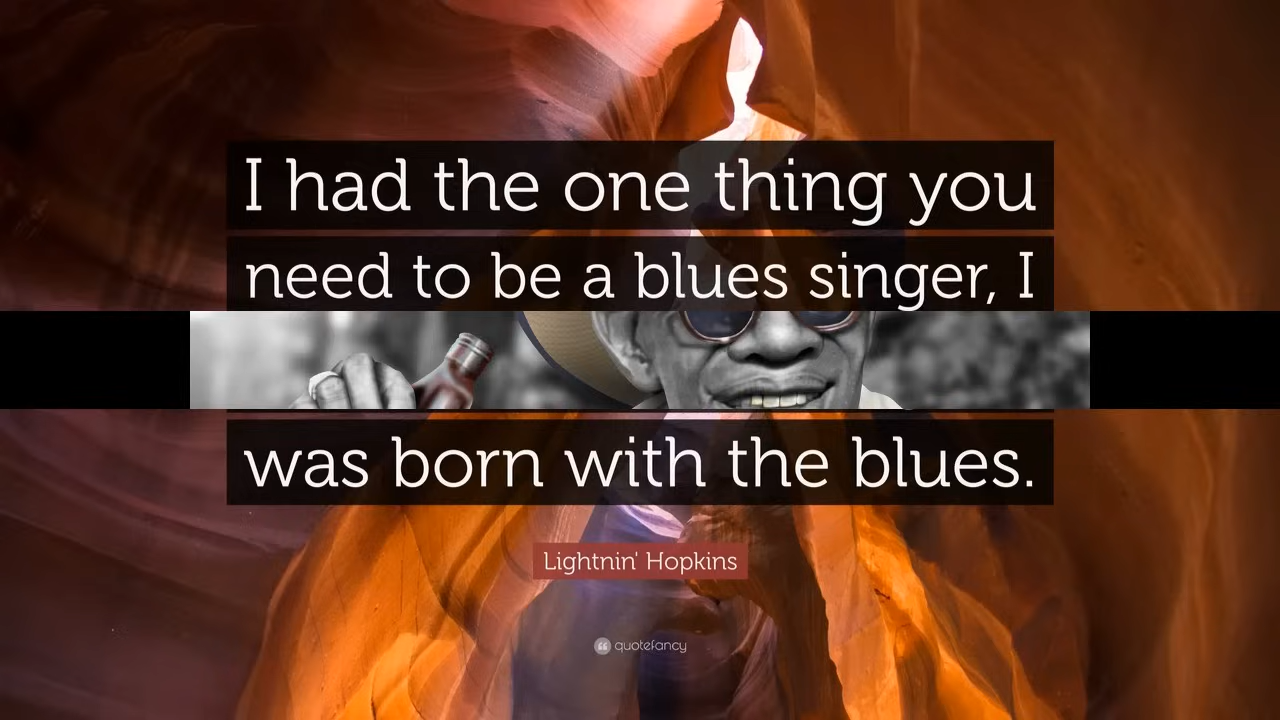 I had the one thing you
need to be a blues singer, I
was born with the blues.
Lightnin' Hopkins
quotefancy